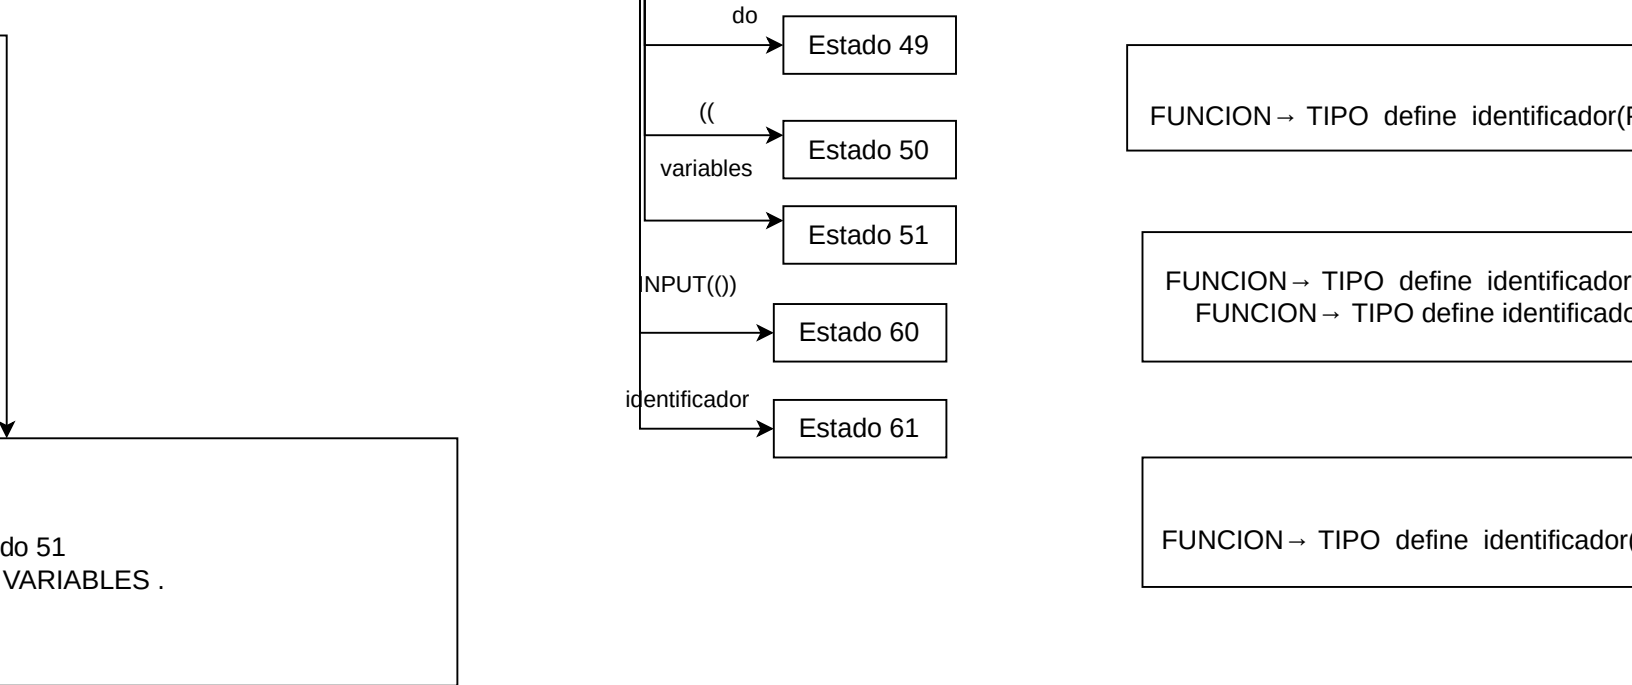 do
Estado 49
((
Estado 50
variables
Estado 51
INPUT(())
Estado 60
identificador
Estado 61
do 51
VARIABLES .
FUNCION→ TIPO define identificador(
FUNCION→ TIPO define identificador
FUNCION→ TIPO define
FUNCION→ TIPO define identificador(